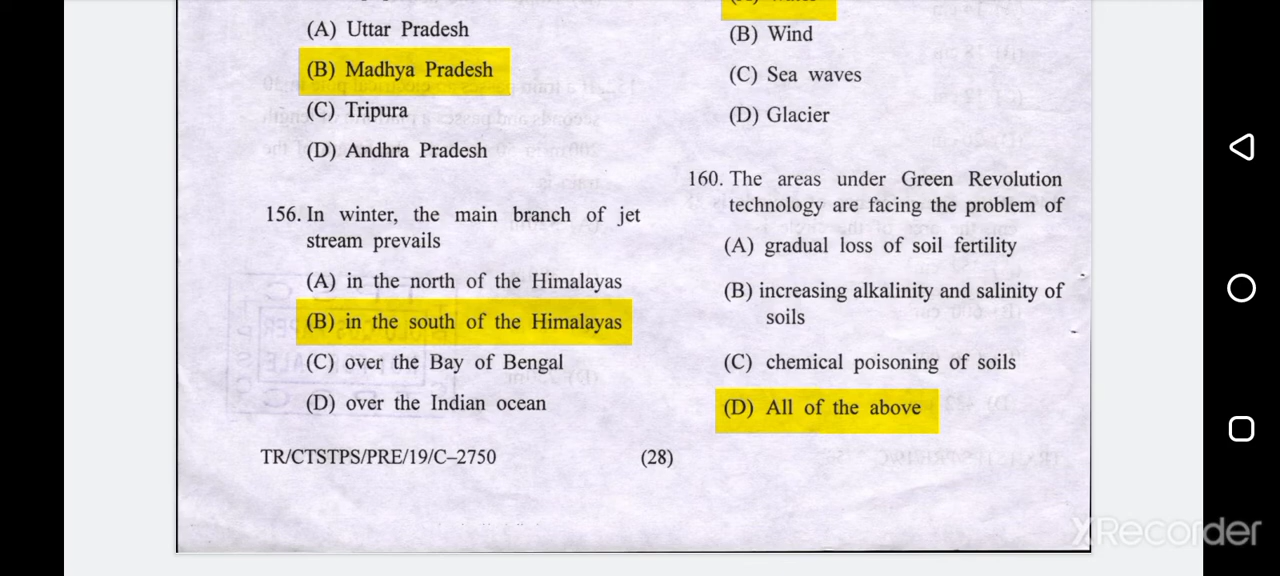 (A) Uttar Pradesh
(B) Madhya Pradesh
(C) Tripura
(D) Andhra Pradesh
156. In winter, the main branch of jet
stream prevails
(A) in the north of the Himalayas
(B) in the south of the Himalayas
(C) over the Bay of Bengal
(D) over the Indian ocean
(B) Wind
(C) Sea waves
(D) Glacier
160. The areas under Green Revolution
technology are facing the problem of
(A) gradual loss of soil fertility
(B) increasing alkalinity and salinity of
soils
(C) chemical poisoning of soils
(D) All of the above
TR/CTSTPS/PRE/19/C–2750
(28)
XRecorder